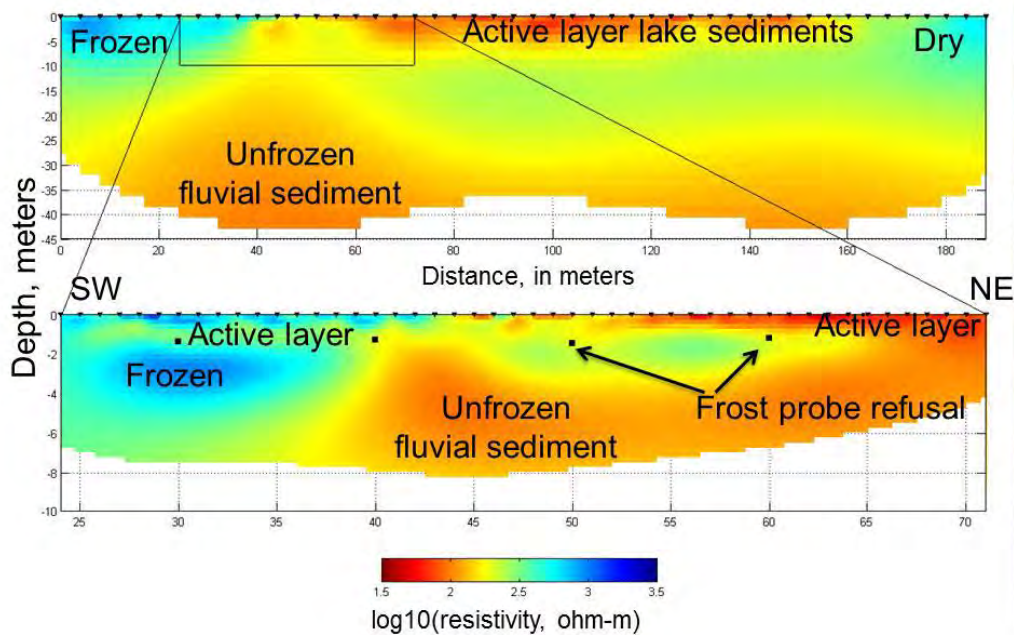 0
-5
-10
-15
-20
-25
-30
-35
-40
-45
Frozen
Active layer lake sediments
Dry
Unfrozen
fluvial sediment
0 20 40 60 80 100 120 140 160 180
Distance, in meters
Depth, meters
SW
NE
0
-2
-4
-6
-8
-10
Active layer
Active layer
Frozen
Unfrozen
fluvial sediment
Frost probe refusal
25 30 35 40 45 50 55 60 65 70
1.5 2 2.5 3 3.5
log10(resistivity, ohm-m)